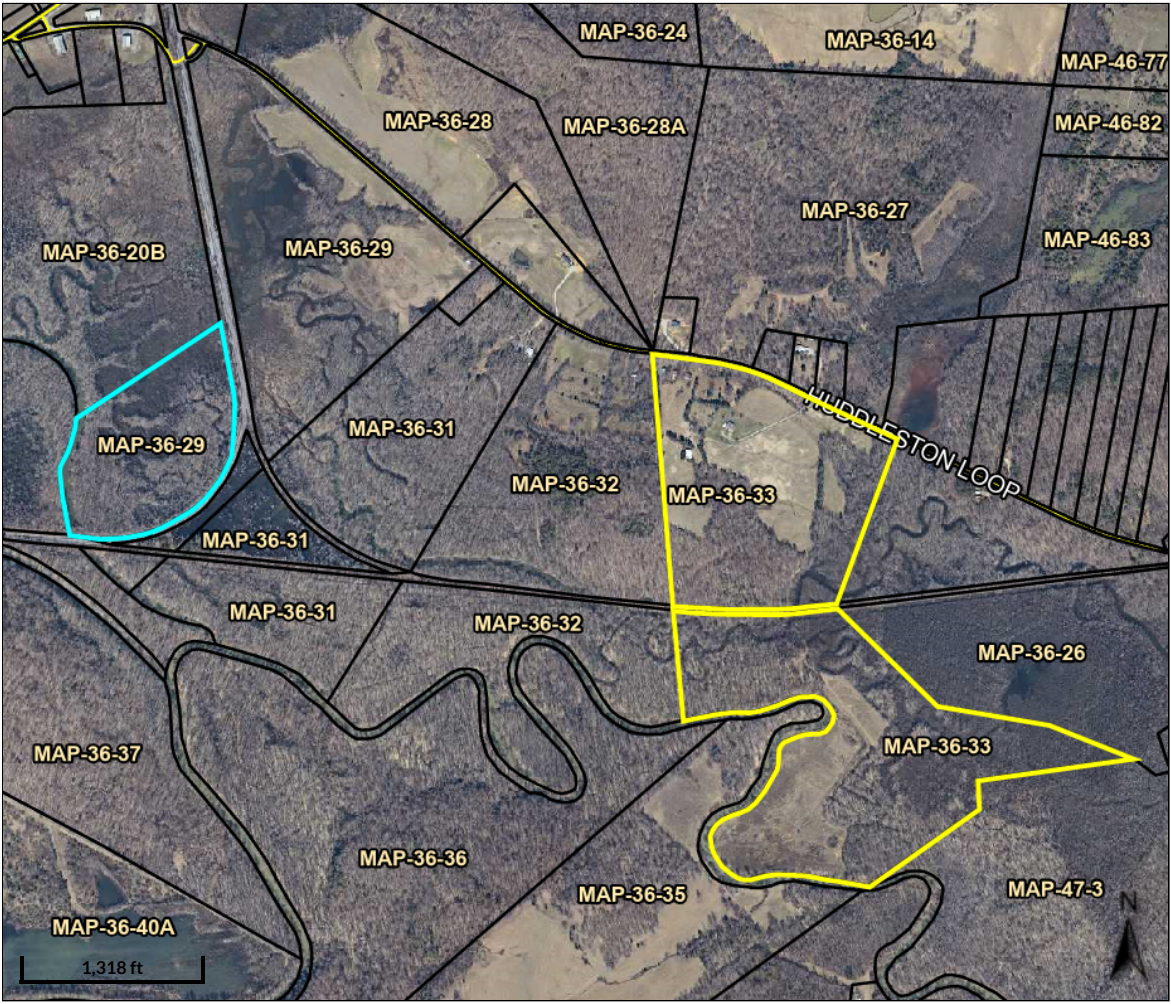 MAP-36-24
MAP-36-14
MAP-46-77
MAP-36-28
MAP-36-28A
MAP-46-82
MAP-36-27
MAP-36-20B
MAP-36-29
MAP-46-83
HUDDLESTON LOOP
MAP-36-29
MAP-36-31
MAP-36-32
MAP-36-33
MAP-36-31
MAP-36-31
MAP-36-32
MAP-36-26
MAP-36-37
MAP-36-33
MAP-36-36
MAP-36-35
MAP-47-3
N
MAP-36-40A
1,318 ft